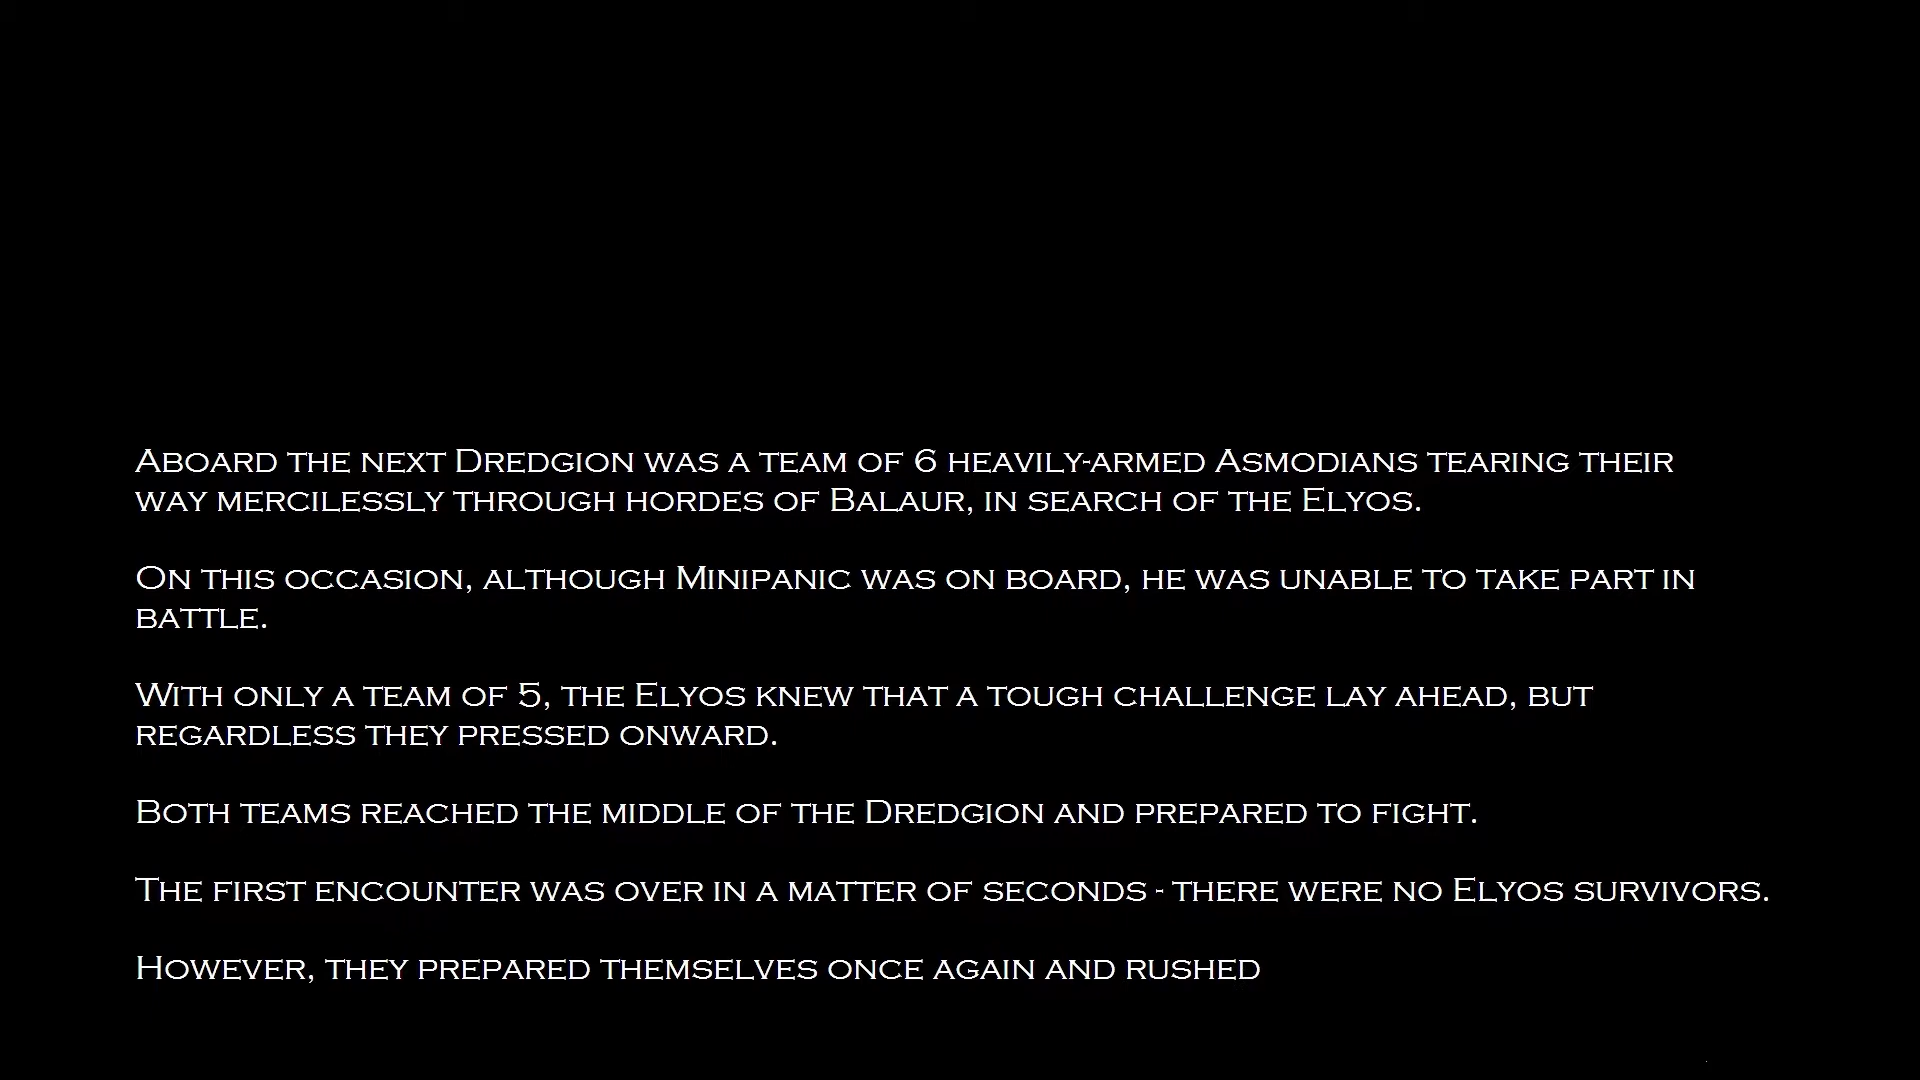 Aboard the next Dredgion was a team of 6 heavily-armed Asmodians tearing their
way mercilessly through hordes of Balaur, in search of the Elyos.
On this occasion, although Minipanic was on board, he was unable to take part in
battle.
With only a team of 5, the Elyos knew that a tough challenge lay ahead, but
regardless they pressed onward.
Both teams reached the middle of the Dredgion and prepared to fight.
The first encounter was over in a matter of seconds - there were no Elyos survivors.
However, they prepared themselves once again and rushed